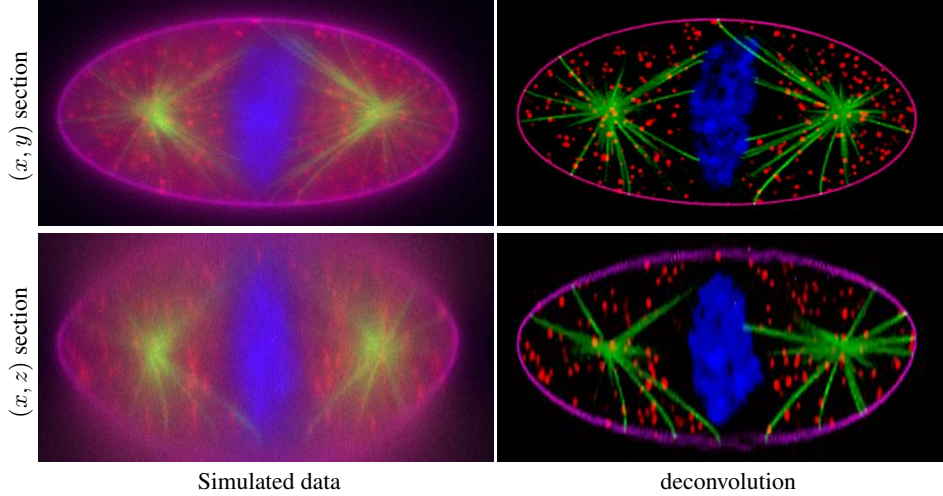 (x, y) section
(x, z) section
Simulated data
deconvolution